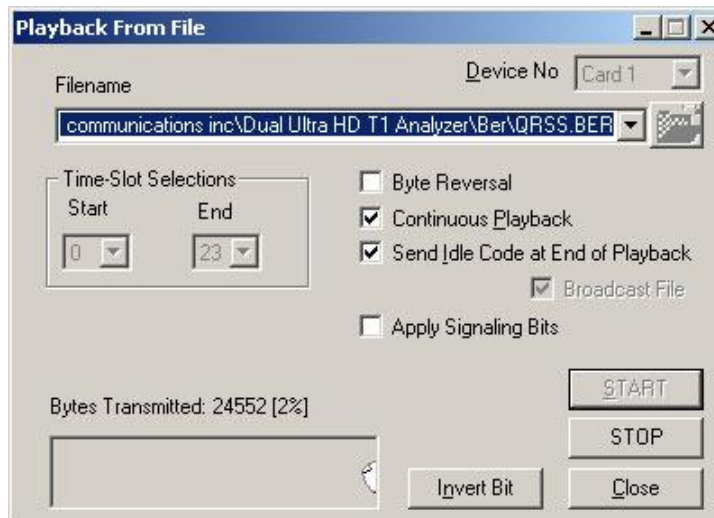 Playback From File
Device No Card 1
Filename
communications inc\Dual Ultra HD T1 Analyzer\Ber\QRSS.BER
Time-Slot Selections
Start End
0 23
Byte Reversal
Continuous Playback
Send Idle Code at End of Playback
Broadcast File
Apply Signaling Bits
Bytes Transmitted: 24552 [2%]
START
STOP
Invert Bit Close